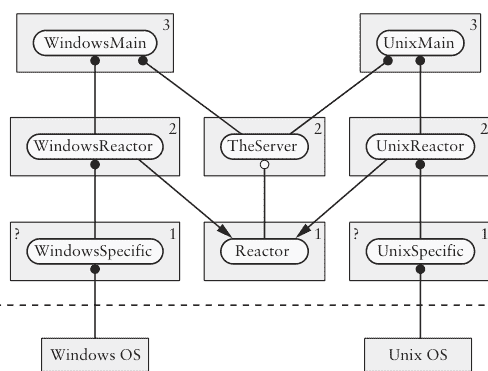 3 3
WindowsMain UnixMain
2 2 2
WindowsReactor TheServer UnixReactor
? 1 1 ? 1
WindowsSpecific Reactor UnixSpecific
Windows OS Unix OS